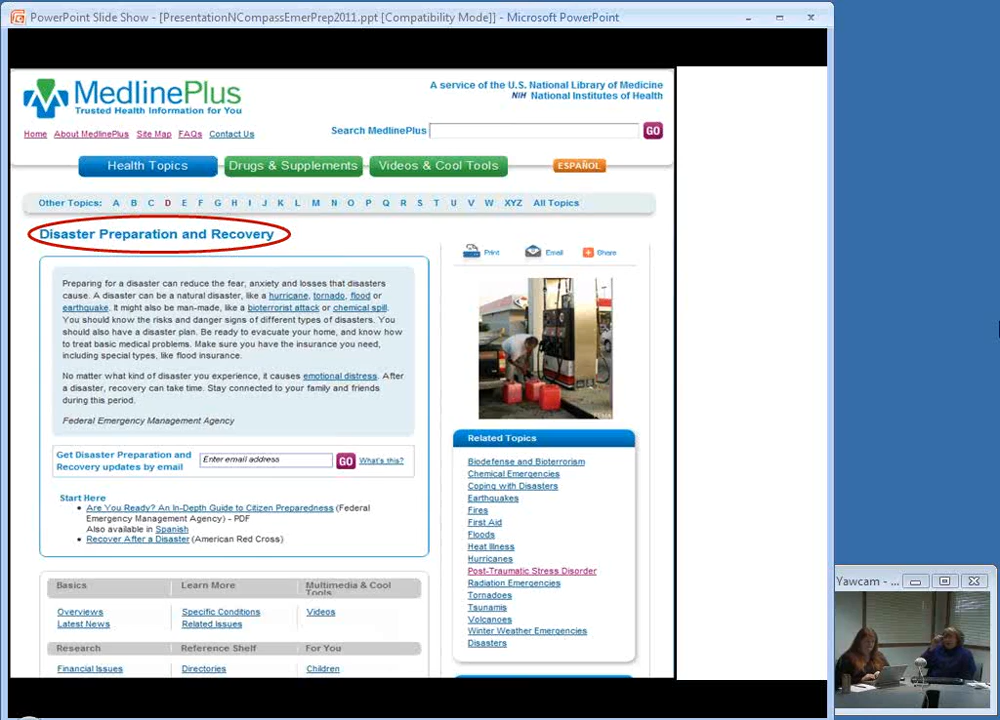 PowerPoint Slide Show - [PresentationNCompassEmerPrep2011.ppt [Compatibility Mode]] - Microsoft PowerPoint
MedlinePlus
Trusted Health Information for You
A service of the U.S. National Library of Medicine
NIH National Institutes of Health
Home About MedlinePlus Site Map FAQs Contact Us
Search MedlinePlus GO
Health Topics Drugs & Supplements Videos & Cool Tools ESPAÑOL
Other Topics: A B C D E F G H I J K L M N O P Q R S T U V W XYZ All Topics
Disaster Preparation and Recovery
Print Email Share
Preparing for a disaster can reduce the fear, anxiety and losses that disasters
cause. A disaster can be a natural disaster, like a hurricane, tornado, flood or
earthquake. It might also be man-made, like a bioterrorist attack or chemical spill.
You should know the risks and danger signs of different types of disasters. You
should also have a disaster plan. Be ready to evacuate your home, and know how
to treat basic medical problems. Make sure you have the insurance you need,
including special types, like flood insurance.
No matter what kind of disaster you experience, it causes emotional distress. After
a disaster, recovery can take time. Stay connected to your family and friends
during this period.
Federal Emergency Management Agency
Get Disaster Preparation and
Recovery updates by email
Enter email address GO What's this?
Start Here
Are You Ready? An In-Depth Guide to Citizen Preparedness (Federal
Emergency Management Agency) - PDF
Also available in Spanish
Recover After a Disaster (American Red Cross)
Basics Learn More Multimedia & Cool
Tools
Overviews Specific Conditions Videos
Latest News Related Issues
Research Reference Shelf For You
Financial Issues Directories Children
Related Topics
Biodefense and Bioterrorism
Chemical Emergencies
Coping with Disasters
Earthquakes
Fires
First Aid
Floods
Heat Illness
Hurricanes
Post-Traumatic Stress Disorder
Radiation Emergencies
Tornadoes
Tsunamis
Volcanoes
Winter Weather Emergencies
Disasters
Yawcam - ...